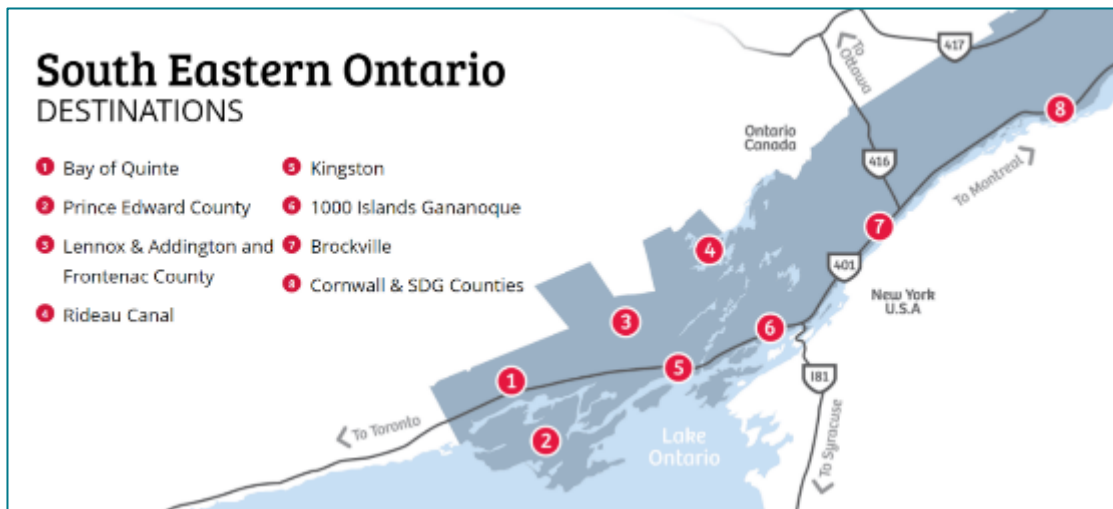 South Eastern Ontario
DESTINATIONS
1 Bay of Quinte
2 Prince Edward County
3 Lennox & Addington and
Frontenac County
4 Rideau Canal
5 Kingston
6 1000 Islands Gananoque
7 Brockville
8 Cornwall & SDG Counties
To Ottawa
417
8
Ontario
Canada
416
To Montreal
7
4
401
New York
U.S.A
3
6
5
1
I81
To Toronto
2
Lake
Ontario
To Syracuse